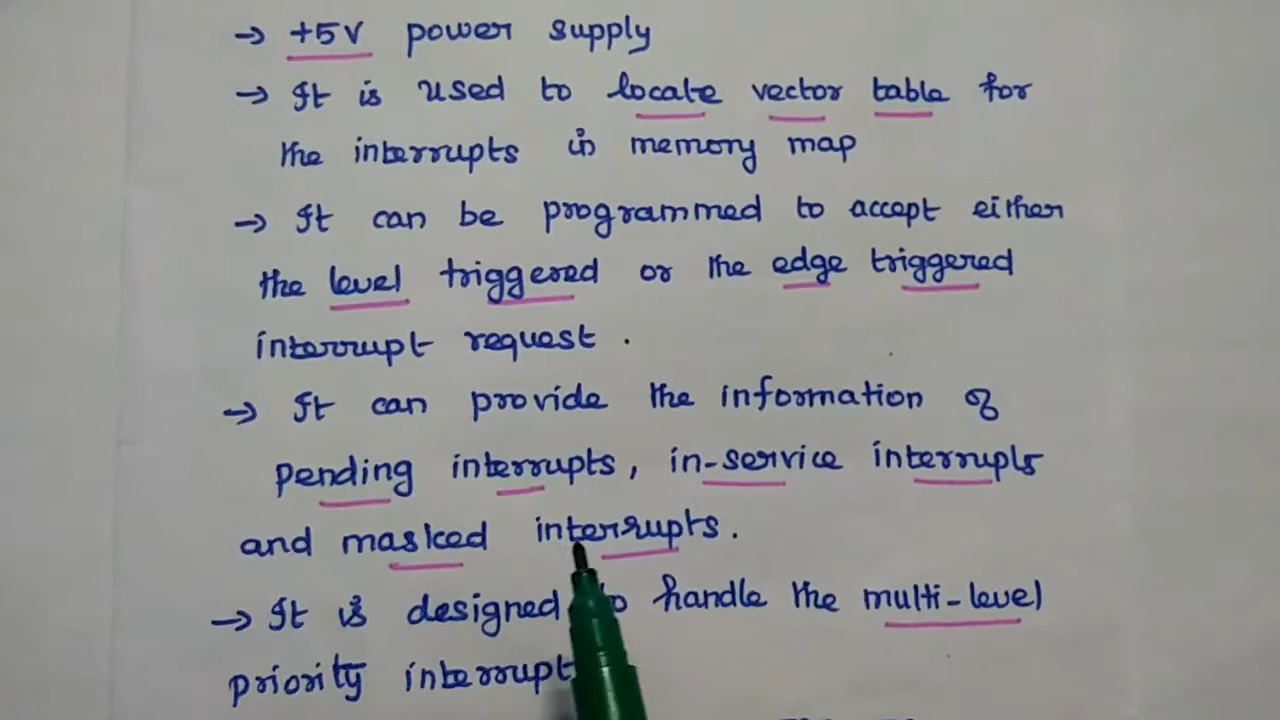 → +5V power supply
→ It is used to locate vector table for
the interrupts in memory map
→ It can be programmed to accept either
the level triggered or the edge triggered
interrupt request.
→ It can provide the information of
pending interrupts, in-service interrupts
and masked interrupts.
→ It is designed to handle the multi-level
priority interrupt